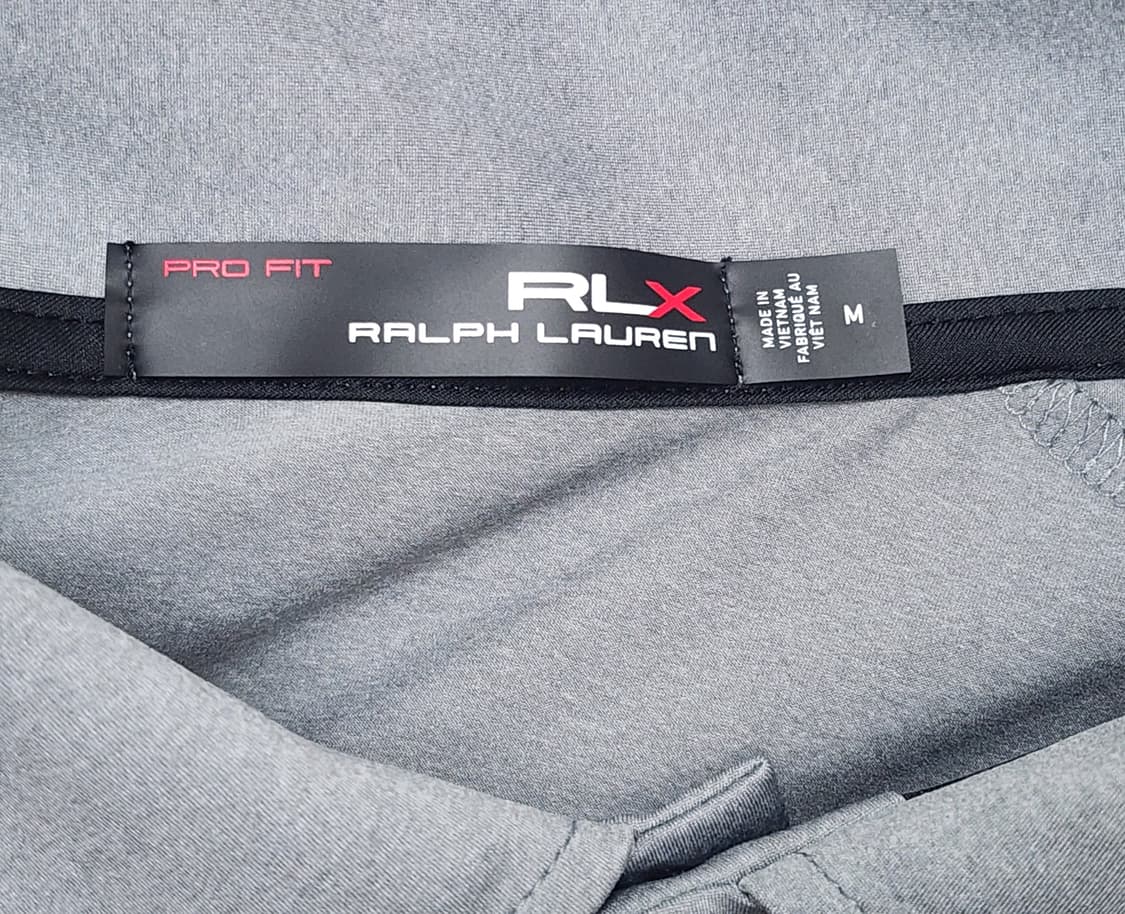 PRO FIT
RLX
RALPH LAUREN
MADE IN
VIETNAM
FABRIQUÉ AU
VIÊT NAM
M